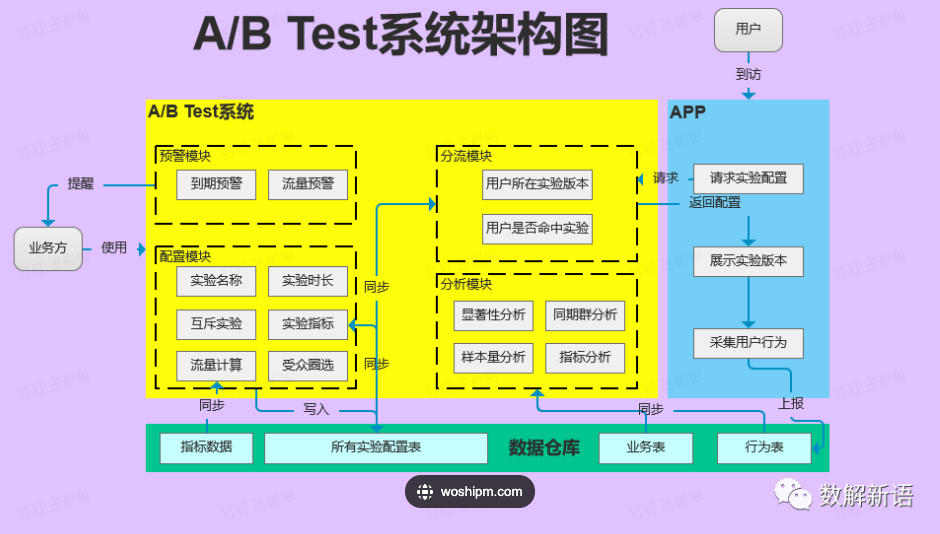 A/B Test系统架构图
用户
到访
A/B Test系统
APP
预警模块
到期预警
流量预警
提醒
业务方
使用
分流模块
用户所在实验版本
用户是否命中实验
请求
请求实验配置
返回配置
展示实验版本
采集用户行为
上报
配置模块
实验名称
实验时长
互斥实验
实验指标
流量计算
受众圈选
同步
同步
分析模块
显著性分析
同期群分析
样本量分析
指标分析
同步
写入
同步
指标数据
所有实验配置表
数据仓库
业务表
行为表
woshipm.com
数解新语